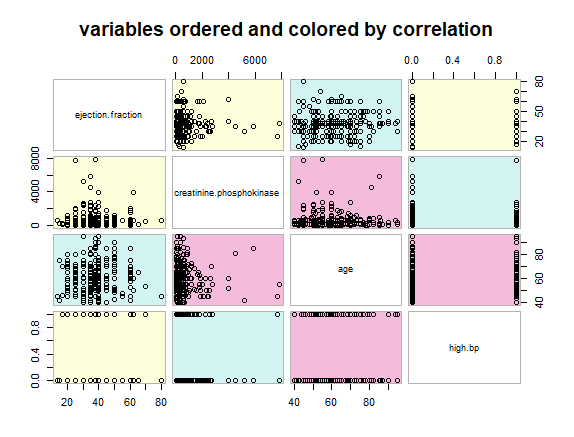 variables ordered and colored by correlation
0 2000 6000
0.0 0.4 0.8
ejection.fraction
20 50 80
0 4000 8000
creatinine.phosphokinase
age
40 60 80
0.0 0.4 0.8
high.bp
20 40 60 80
40 60 80